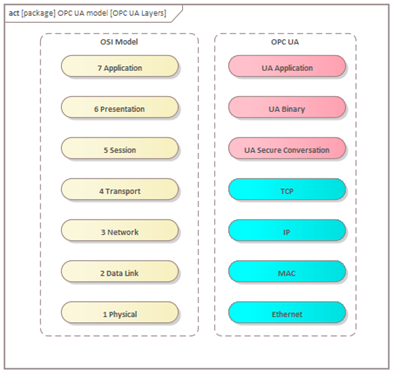 act [package] OPC UA model [OPC UA Layers]
OSI Model
OPC UA
7 Application
UA Application
6 Presentation
UA Binary
5 Session
UA Secure Conversation
4 Transport
TCP
3 Network
IP
2 Data Link
MAC
1 Physical
Ethernet